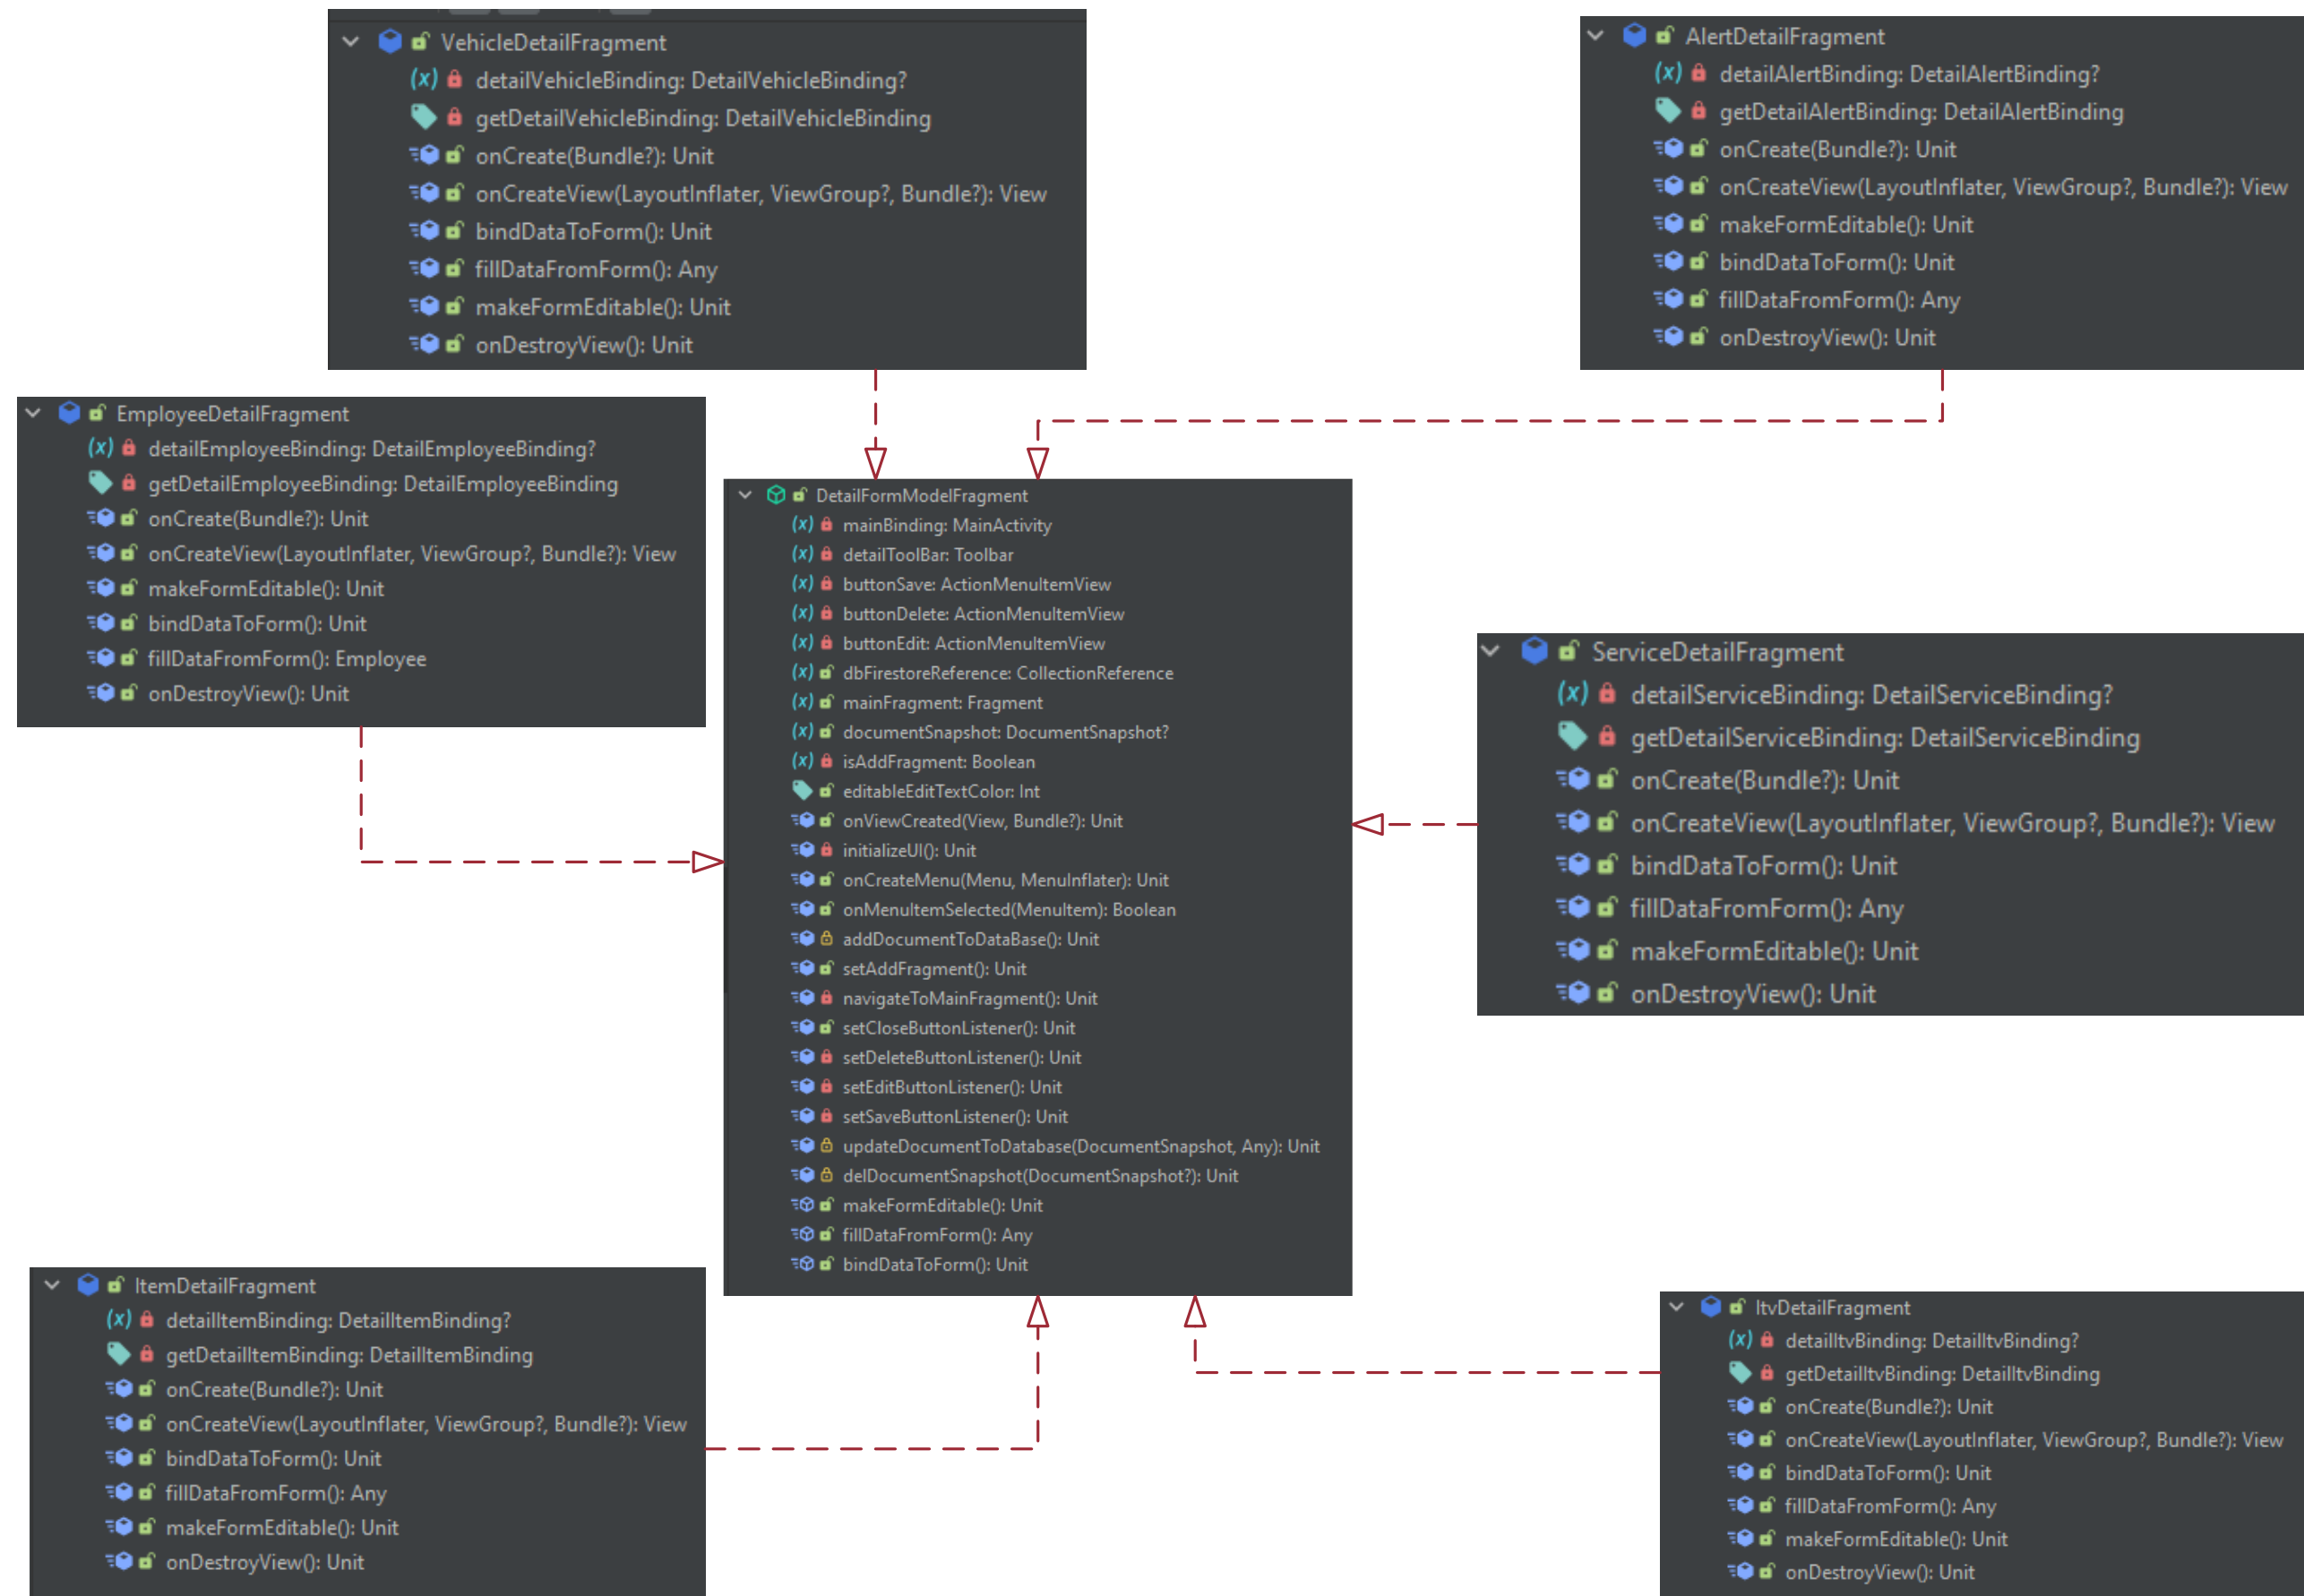 VehicleDetailFragment
(x) detailVehicleBinding: DetailVehicleBinding?
getDetailVehicleBinding: DetailVehicleBinding
onCreate(Bundle?): Unit
onCreateView(LayoutInflater, ViewGroup?, Bundle?): View
bindDataToForm(): Unit
fillDataFromForm(): Any
makeFormEditable(): Unit
onDestroyView(): Unit
AlertDetailFragment
(x) detailAlertBinding: DetailAlertBinding?
getDetailAlertBinding: DetailAlertBinding
onCreate(Bundle?): Unit
onCreateView(LayoutInflater, ViewGroup?, Bundle?): View
makeFormEditable(): Unit
bindDataToForm(): Unit
fillDataFromForm(): Any
onDestroyView(): Unit
EmployeeDetailFragment
(x) detailEmployeeBinding: DetailEmployeeBinding?
getDetailEmployeeBinding: DetailEmployeeBinding
onCreate(Bundle?): Unit
onCreateView(LayoutInflater, ViewGroup?, Bundle?): View
makeFormEditable(): Unit
bindDataToForm(): Unit
fillDataFromForm(): Employee
onDestroyView(): Unit
DetailFormModelFragment
(x) mainBinding: MainActivity
(x) detailToolBar: Toolbar
(x) buttonSave: ActionMenuItemView
(x) buttonDelete: ActionMenuItemView
(x) buttonEdit: ActionMenuItemView
(x) dbFirestoreReference: CollectionReference
(x) mainFragment: Fragment
(x) documentSnapshot: DocumentSnapshot?
(x) isAddFragment: Boolean
editableEditTextColor: Int
onViewCreated(View, Bundle?): Unit
initializeUI(): Unit
onCreateMenu(Menu, MenuInflater): Unit
onMenuItemSelected(MenuItem): Boolean
addDocumentToDataBase(): Unit
setAddFragment(): Unit
navigateToMainFragment(): Unit
setCloseButtonListener(): Unit
setDeleteButtonListener(): Unit
setEditButtonListener(): Unit
setSaveButtonListener(): Unit
updateDocumentToDatabase(DocumentSnapshot, Any): Unit
delDocumentSnapshot(DocumentSnapshot?): Unit
makeFormEditable(): Unit
fillDataFromForm(): Any
bindDataToForm(): Unit
ServiceDetailFragment
(x) detailServiceBinding: DetailServiceBinding?
getDetailServiceBinding: DetailServiceBinding
onCreate(Bundle?): Unit
onCreateView(LayoutInflater, ViewGroup?, Bundle?): View
bindDataToForm(): Unit
fillDataFromForm(): Any
makeFormEditable(): Unit
onDestroyView(): Unit
ItemDetailFragment
(x) detailItemBinding: DetailItemBinding?
getDetailItemBinding: DetailItemBinding
onCreate(Bundle?): Unit
onCreateView(LayoutInflater, ViewGroup?, Bundle?): View
bindDataToForm(): Unit
fillDataFromForm(): Any
makeFormEditable(): Unit
onDestroyView(): Unit
ItvDetailFragment
(x) detailItvBinding: DetailItvBinding?
getDetailItvBinding: DetailItvBinding
onCreate(Bundle?): Unit
onCreateView(LayoutInflater, ViewGroup?, Bundle?): View
bindDataToForm(): Unit
fillDataFromForm(): Any
makeFormEditable(): Unit
onDestroyView(): Unit